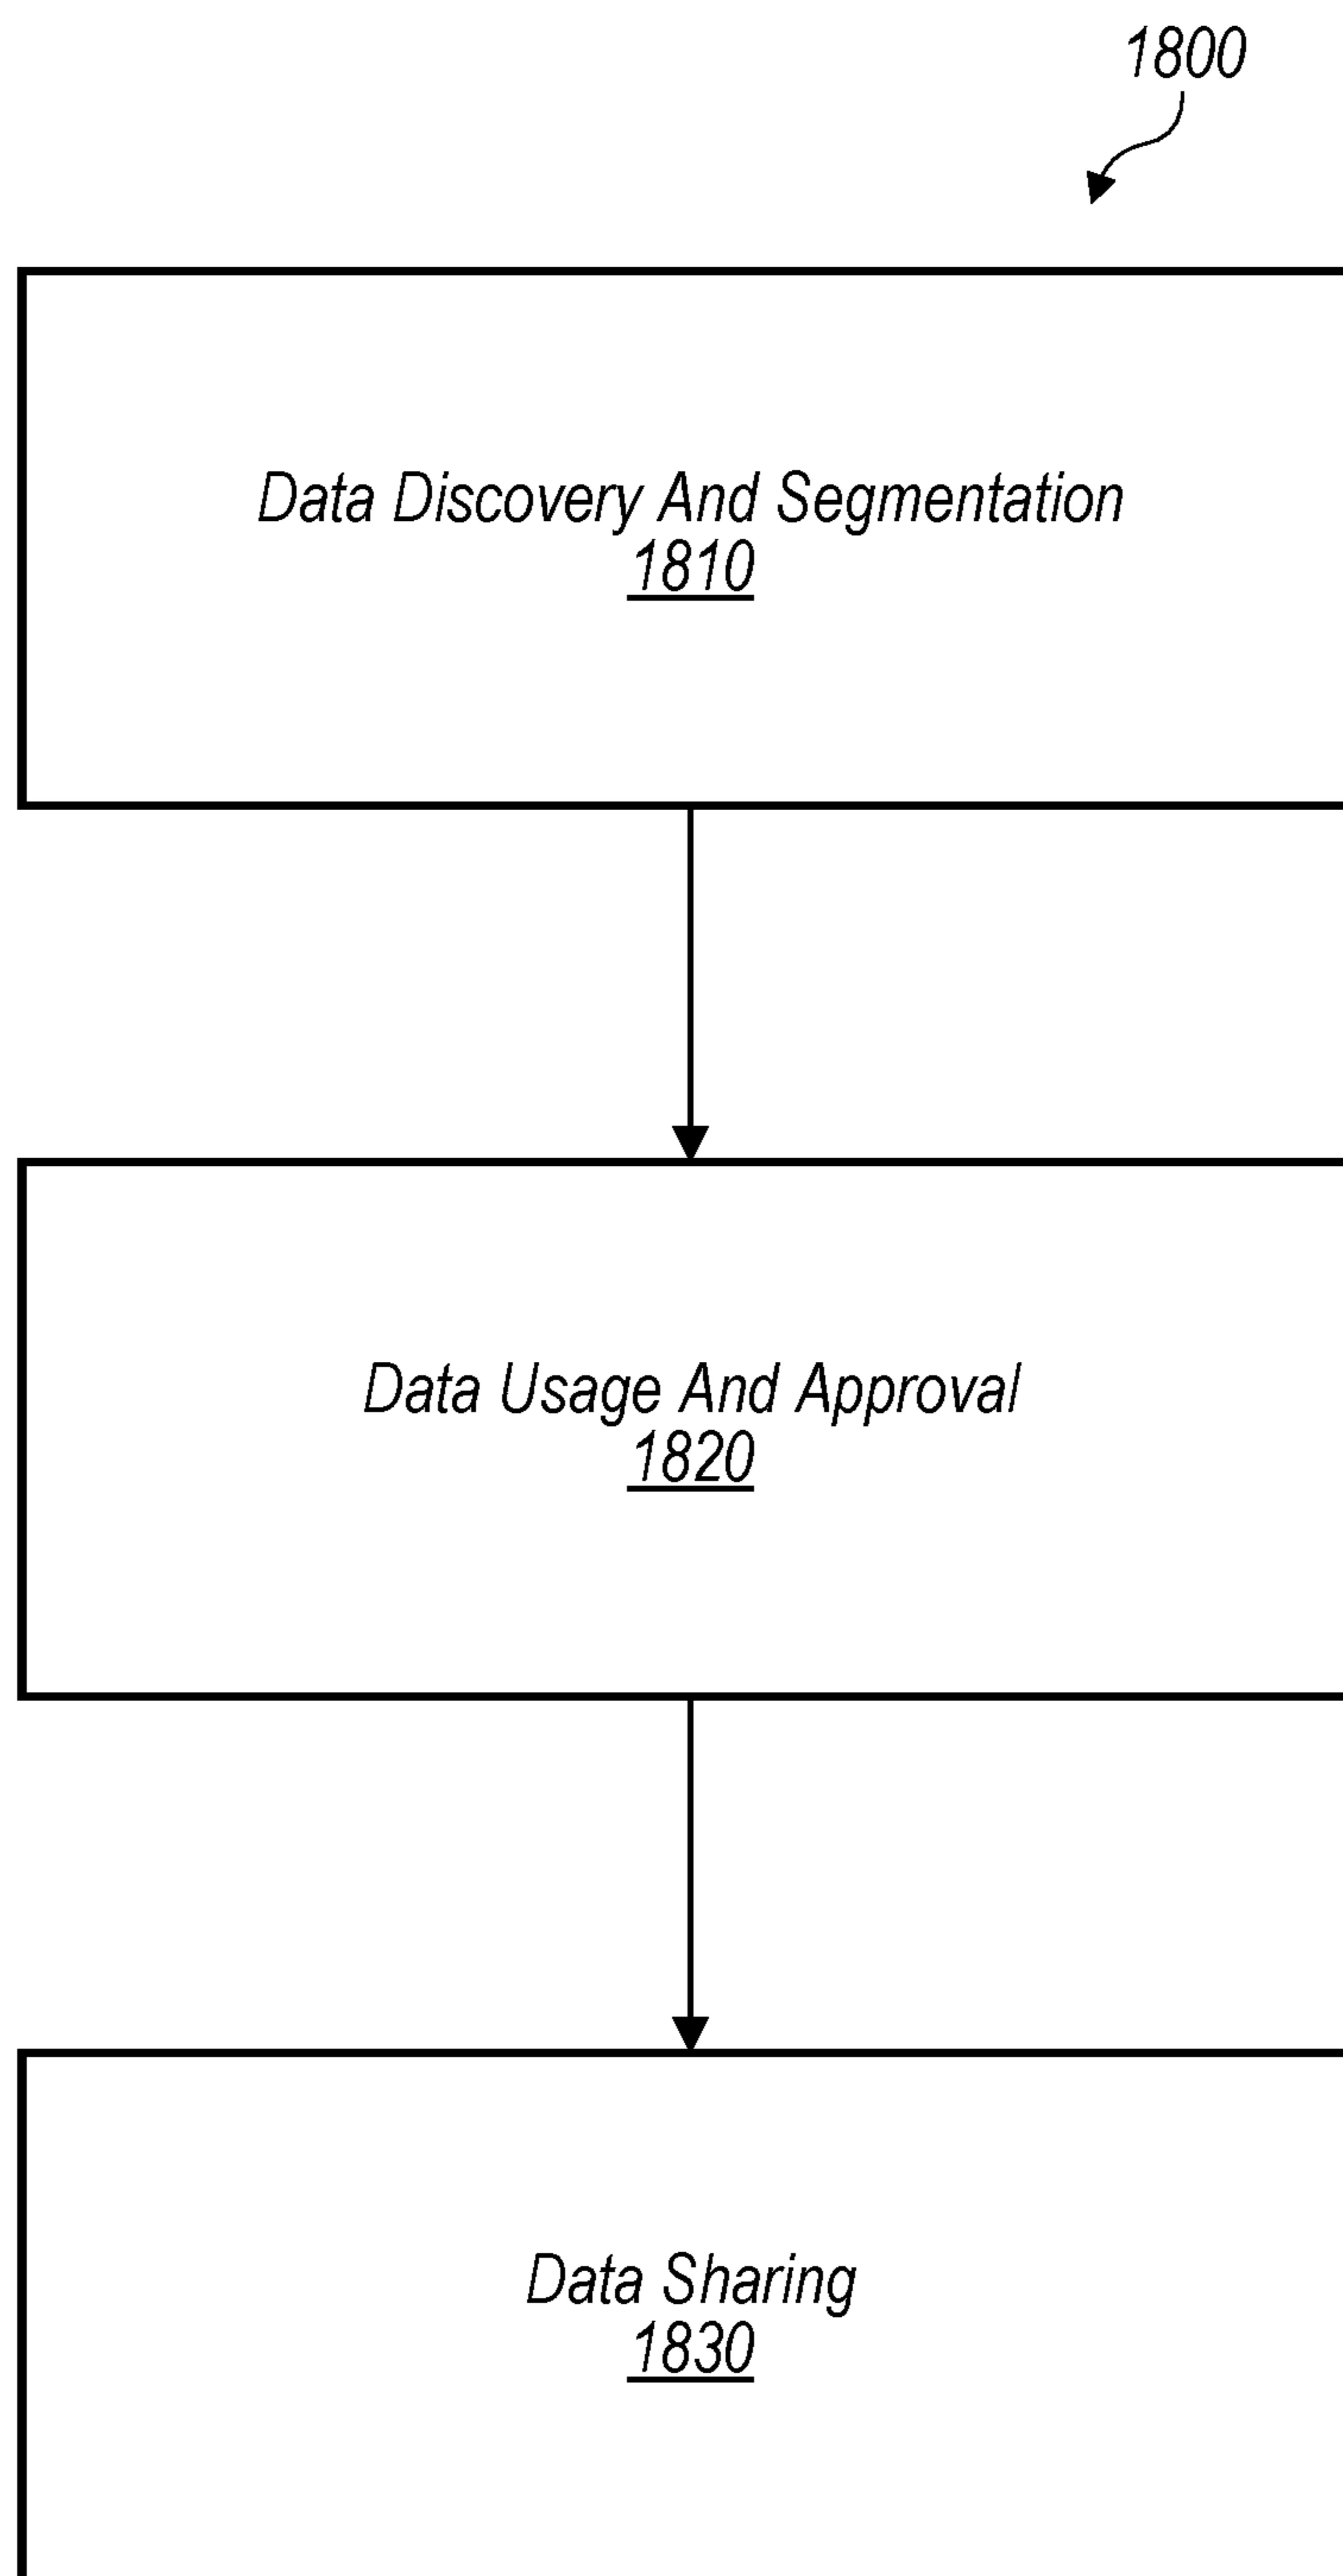 1800
Data Discovery And Segmentation
1810
Data Usage And Approval
1820
Data Sharing
1830